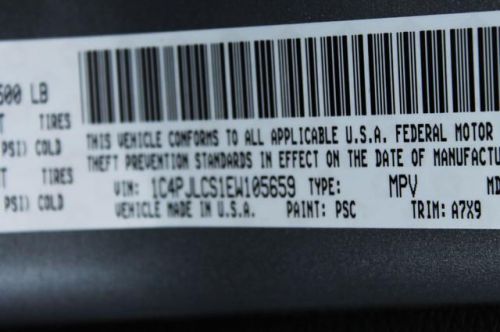 500 LB
TIRES
PSI) COLD
TIRES
PSI) COLD
THIS VEHICLE CONFORMS TO ALL APPLICABLE U.S.A. FEDERAL MOTOR
THEFT PREVENTION STANDARDS IN EFFECT ON THE DATE OF MANUFACTU
VIN: 1C4PJLCS1EW105659 TYPE: MPV MD
VEHICLE MADE IN U.S.A. PAINT: PSC TRIM: A7X9